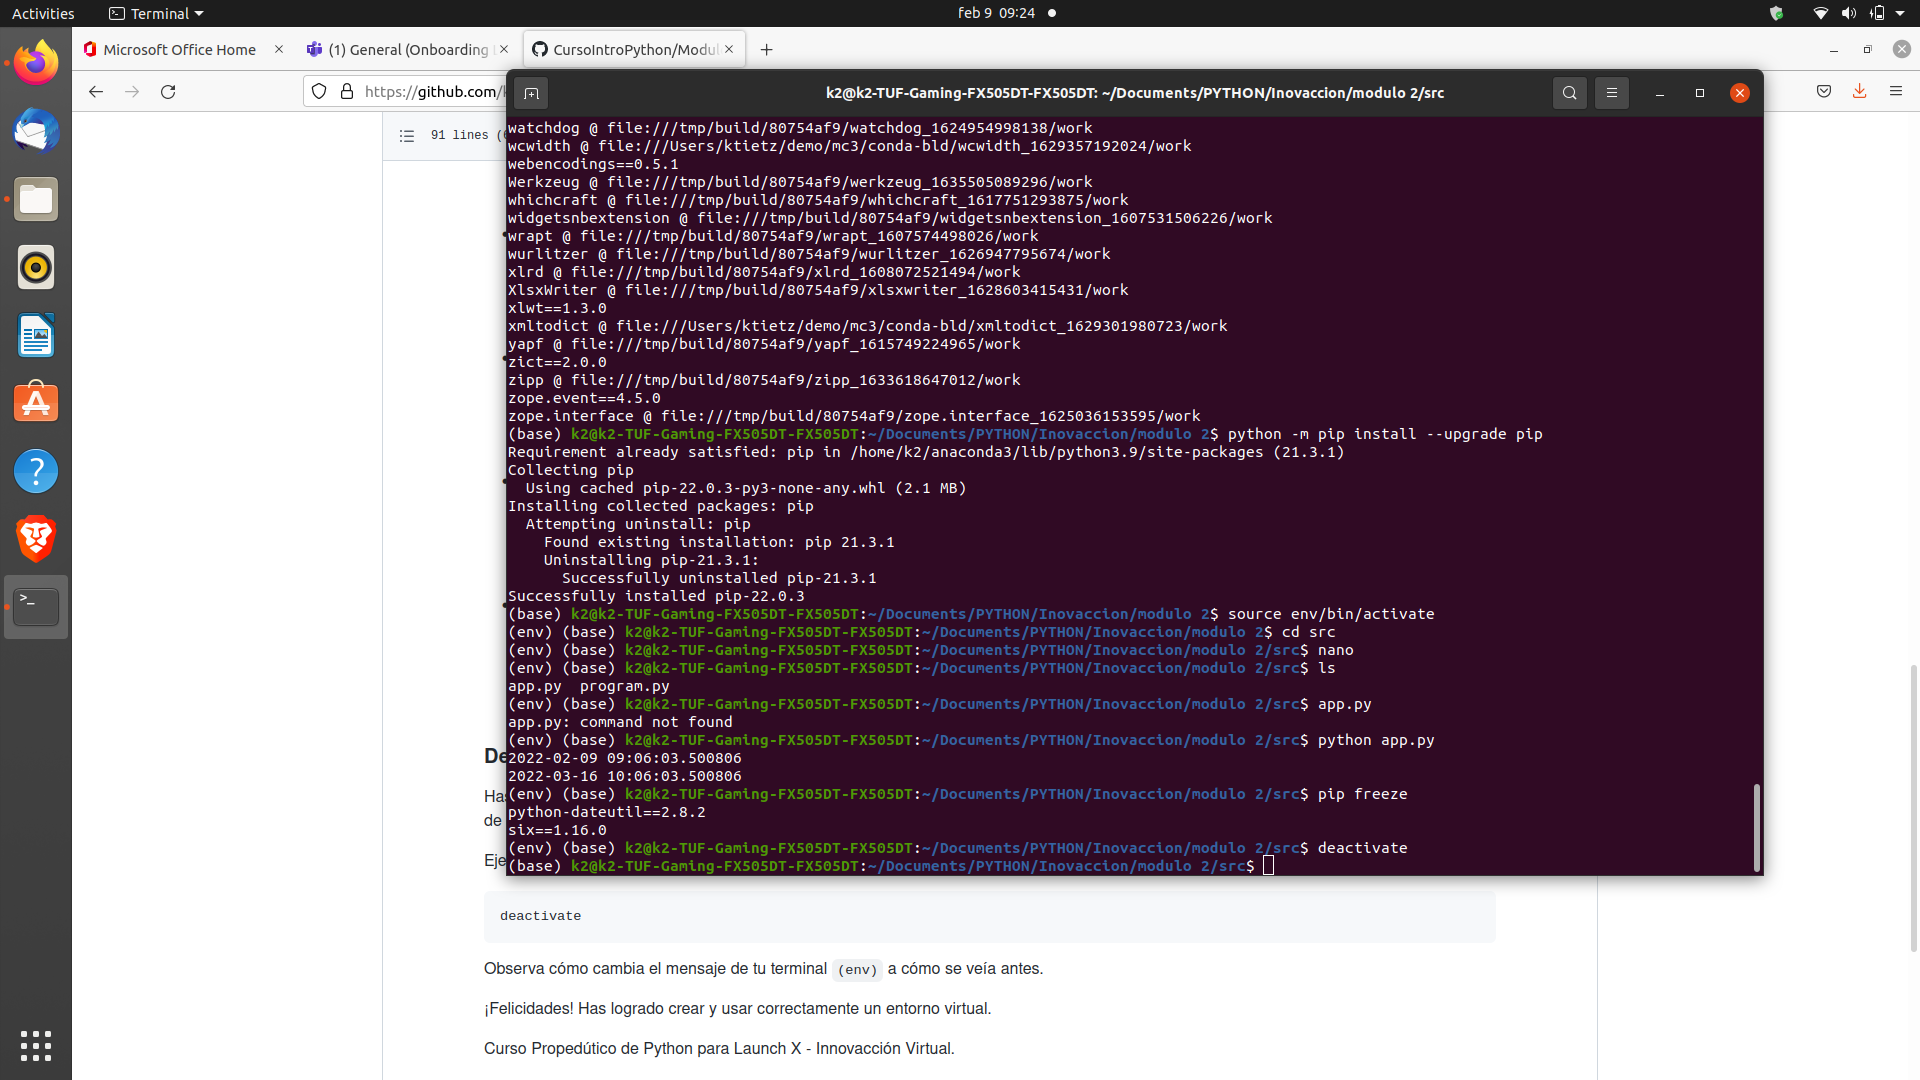 Activities
Terminal
feb 9 09:24
Microsoft Office Home
(1) General (Onboarding
CursoIntroPython/Modul
https://github.com/
k2@k2-TUF-Gaming-FX505DT-FX505DT: ~/Documents/PYTHON/Inovaccion/modulo 2/src
91 lines (
watchdog @ file:///tmp/build/80754af9/watchdog_1624954998138/work
wcwidth @ file:///Users/ktietz/demo/mc3/conda-bld/wcwidth_1629357192024/work
webencodings==0.5.1
Werkzeug @ file:///tmp/build/80754af9/werkzeug_1635505089296/work
whichcraft @ file:///tmp/build/80754af9/whichcraft_1617751293875/work
widgetsnbextension @ file:///tmp/build/80754af9/widgetsnbextension_1607531506226/work
wrapt @ file:///tmp/build/80754af9/wrapt_1607574498026/work
wurlitzer @ file:///tmp/build/80754af9/wurlitzer_1626947795674/work
xlrd @ file:///tmp/build/80754af9/xlrd_1608072521494/work
XlsxWriter @ file:///tmp/build/80754af9/xlsxwriter_1628603415431/work
xlwt==1.3.0
xmltodict @ file:///Users/ktietz/demo/mc3/conda-bld/xmltodict_1629301980723/work
yapf @ file:///tmp/build/80754af9/yapf_1615749224965/work
zict==2.0.0
zipp @ file:///tmp/build/80754af9/zipp_1633618647012/work
zope.event==4.5.0
zope.interface @ file:///tmp/build/80754af9/zope.interface_1625036153595/work
(base) k2@k2-TUF-Gaming-FX505DT-FX505DT:~/Documents/PYTHON/Inovaccion/modulo 2$ python -m pip install --upgrade pip
Requirement already satisfied: pip in /home/k2/anaconda3/lib/python3.9/site-packages (21.3.1)
Collecting pip
Using cached pip-22.0.3-py3-none-any.whl (2.1 MB)
Installing collected packages: pip
Attempting uninstall: pip
Found existing installation: pip 21.3.1
Uninstalling pip-21.3.1:
Successfully uninstalled pip-21.3.1
Successfully installed pip-22.0.3
(base) k2@k2-TUF-Gaming-FX505DT-FX505DT:~/Documents/PYTHON/Inovaccion/modulo 2$ source env/bin/activate
(env) (base) k2@k2-TUF-Gaming-FX505DT-FX505DT:~/Documents/PYTHON/Inovaccion/modulo 2$ cd src
(env) (base) k2@k2-TUF-Gaming-FX505DT-FX505DT:~/Documents/PYTHON/Inovaccion/modulo 2/src$ nano
(env) (base) k2@k2-TUF-Gaming-FX505DT-FX505DT:~/Documents/PYTHON/Inovaccion/modulo 2/src$ ls
app.py program.py
(env) (base) k2@k2-TUF-Gaming-FX505DT-FX505DT:~/Documents/PYTHON/Inovaccion/modulo 2/src$ app.py
app.py: command not found
(env) (base) k2@k2-TUF-Gaming-FX505DT-FX505DT:~/Documents/PYTHON/Inovaccion/modulo 2/src$ python app.py
2022-02-09 09:06:03.500806
2022-03-16 10:06:03.500806
(env) (base) k2@k2-TUF-Gaming-FX505DT-FX505DT:~/Documents/PYTHON/Inovaccion/modulo 2/src$ pip freeze
python-dateutil==2.8.2
six==1.16.0
(env) (base) k2@k2-TUF-Gaming-FX505DT-FX505DT:~/Documents/PYTHON/Inovaccion/modulo 2/src$ deactivate
(base) k2@k2-TUF-Gaming-FX505DT-FX505DT:~/Documents/PYTHON/Inovaccion/modulo 2/src$
De
Has
de
Eje
deactivate
Observa cómo cambia el mensaje de tu terminal (env) a cómo se veía antes.
¡Felicidades! Has logrado crear y usar correctamente un entorno virtual.
Curso Propedútico de Python para Launch X - Innovacción Virtual.